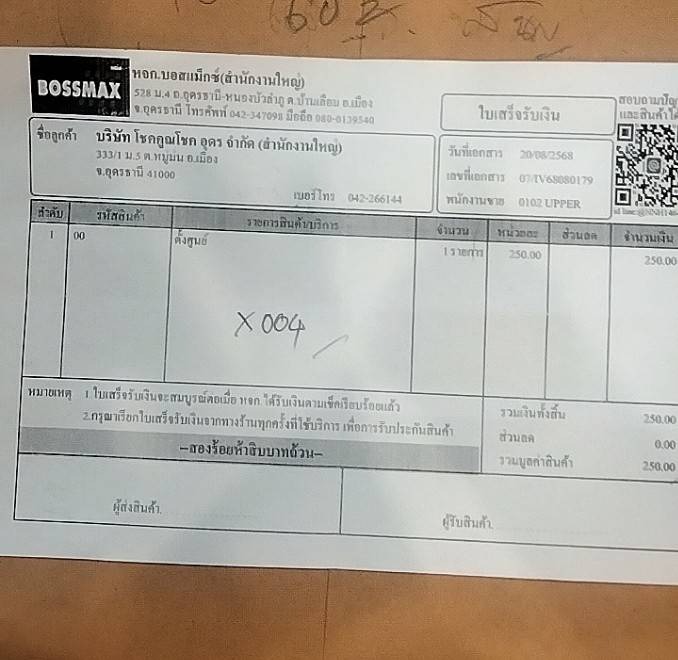 BOSSMAX
หจก.บอสแม็กซ์(สำนักงานใหญ่)
528 ม.4 ถ.อุดรธานี-หนองบัวลำภู ต.บ้านเลื่อม อ.เมือง
จ.อุดรธานี โทรศัพท์ 042-347098 มือถือ 080-0139540
ใบเสร็จรับเงิน
ชื่อลูกค้า บริษัท โชคคูณโชค อุดร จำกัด (สำนักงานใหญ่)
333/1 ม.5 ต.หมูม่น อ.เมือง
จ.อุดรธานี 41000
เบอร์โทร 042-266144
วันที่เอกสาร 20/08/2568
เลขที่เอกสาร 07/IV68080179
พนักงานขาย 0102 UPPER
ลำดับ รหัสสินค้า รายการสินค้า/บริการ จำนวน หน่วยละ ส่วนลด จำนวนเงิน
1 00 ตั้งศูนย์ 1 รายการ 250.00 250.00
X004
หมายเหตุ 1.ใบเสร็จรับเงินจะสมบูรณ์ต่อเมื่อ หจก.ได้รับเงินตามเช็คเรียบร้อยแล้ว
2.กรุณาเรียกใบเสร็จรับเงินจากทางร้านทุกครั้งที่ใช้บริการ เพื่อการรับประกันสินค้า
--สองร้อยห้าสิบบาทถ้วน--
รวมเงินทั้งสิ้น 250.00
ส่วนลด 0.00
รวมมูลค่าสินค้า 250.00
ผู้ส่งสินค้า
ผู้รับสินค้า